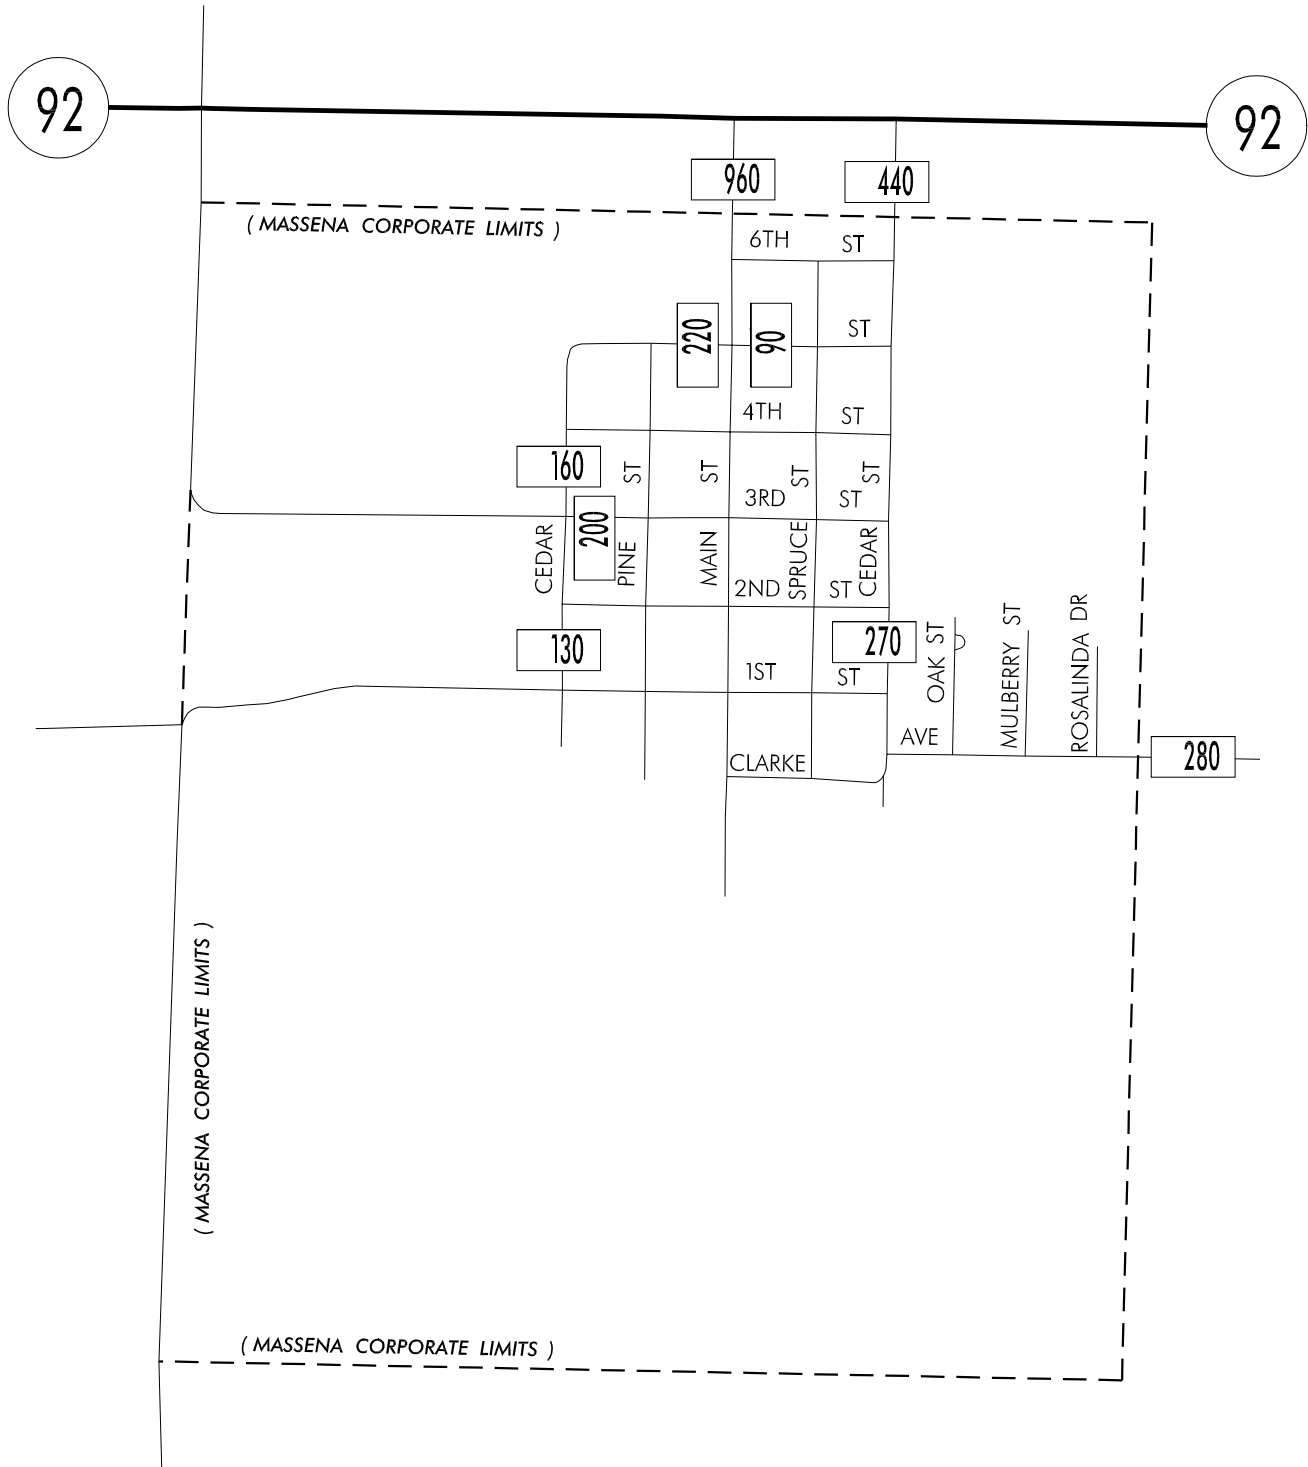 92
92
960
440
( MASSENA CORPORATE LIMITS )
6TH ST
220
90
ST
4TH ST
160
ST
ST
ST
ST
3RD ST
200
CEDAR
PINE
MAIN
SPRUCE
CEDAR
2ND ST
130
270
OAK ST
MULBERRY ST
ROSALINDA DR
1ST ST
AVE
CLARKE
280
( MASSENA CORPORATE LIMITS )
( MASSENA CORPORATE LIMITS )